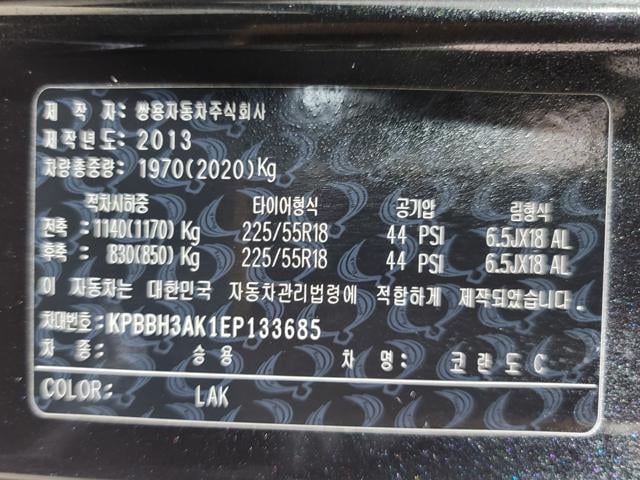 제 작 자: 쌍용자동차주식회사
제작년도: 2013
차량총중량: 1970(2020)Kg
적차시하중 타이어형식 공기압 림형식
전축 : 1140(1170) Kg 225/55R18 44 PSI 6.5JX18 AL
후축 : 830(850) Kg 225/55R18 44 PSI 6.5JX18 AL
이 자동차는 대한민국 자동차관리법령에 적합하게 제작되었습니다.
차대번호: KPBBH3AK1EP133685
차 종: 승 용 차 명: 코 란 도 C
COLOR: LAK